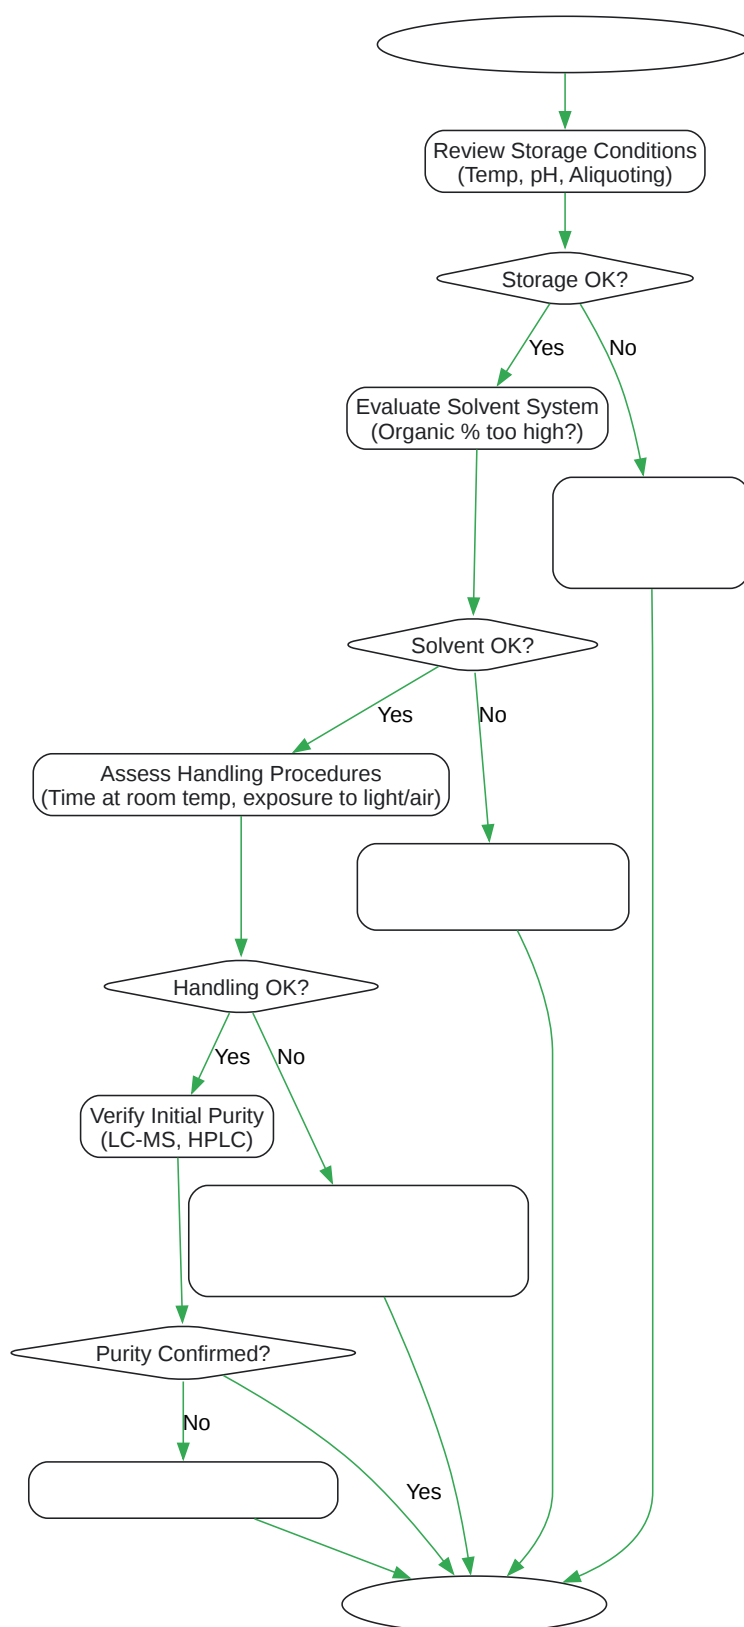 Review Storage Conditions
(Temp, pH, Aliquoting)
Storage OK?
Yes
No
Evaluate Solvent System
(Organic % too high?)
Solvent OK?
Yes
No
Assess Handling Procedures
(Time at room temp, exposure to light/air)
Handling OK?
Yes
No
Verify Initial Purity
(LC-MS, HPLC)
Purity Confirmed?
No
Yes